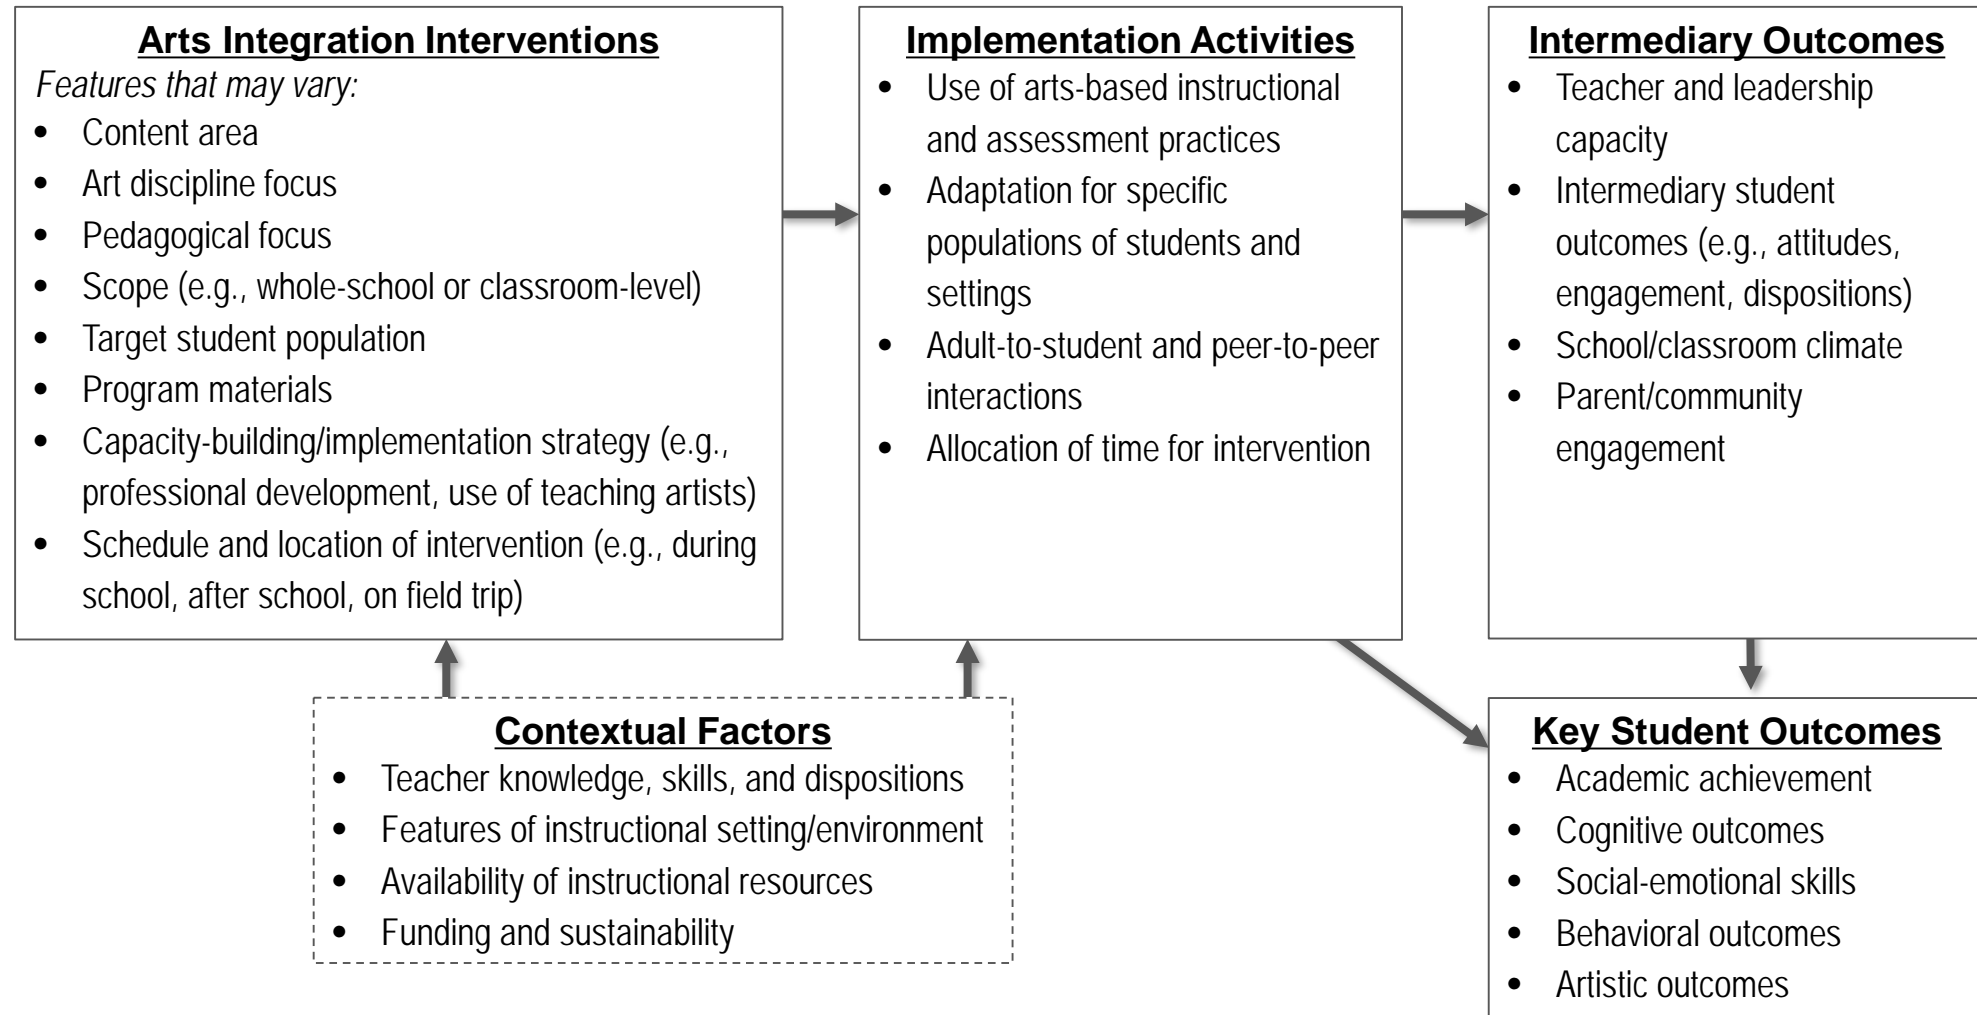 Arts Integration Interventions
Features that may vary:
• Content area
• Art discipline focus
• Pedagogical focus
• Scope (e.g., whole-school or classroom-level)
• Target student population
• Program materials
• Capacity-building/implementation strategy (e.g.,
professional development, use of teaching artists)
• Schedule and location of intervention (e.g., during
school, after school, on field trip)
Implementation Activities
• Use of arts-based instructional
and assessment practices
• Adaptation for specific
populations of students and
settings
• Adult-to-student and peer-to-peer
interactions
• Allocation of time for intervention
Intermediary Outcomes
• Teacher and leadership
capacity
• Intermediary student
outcomes (e.g., attitudes,
engagement, dispositions)
• School/classroom climate
• Parent/community
engagement
Contextual Factors
• Teacher knowledge, skills, and dispositions
• Features of instructional setting/environment
• Availability of instructional resources
• Funding and sustainability
Key Student Outcomes
• Academic achievement
• Cognitive outcomes
• Social-emotional skills
• Behavioral outcomes
• Artistic outcomes